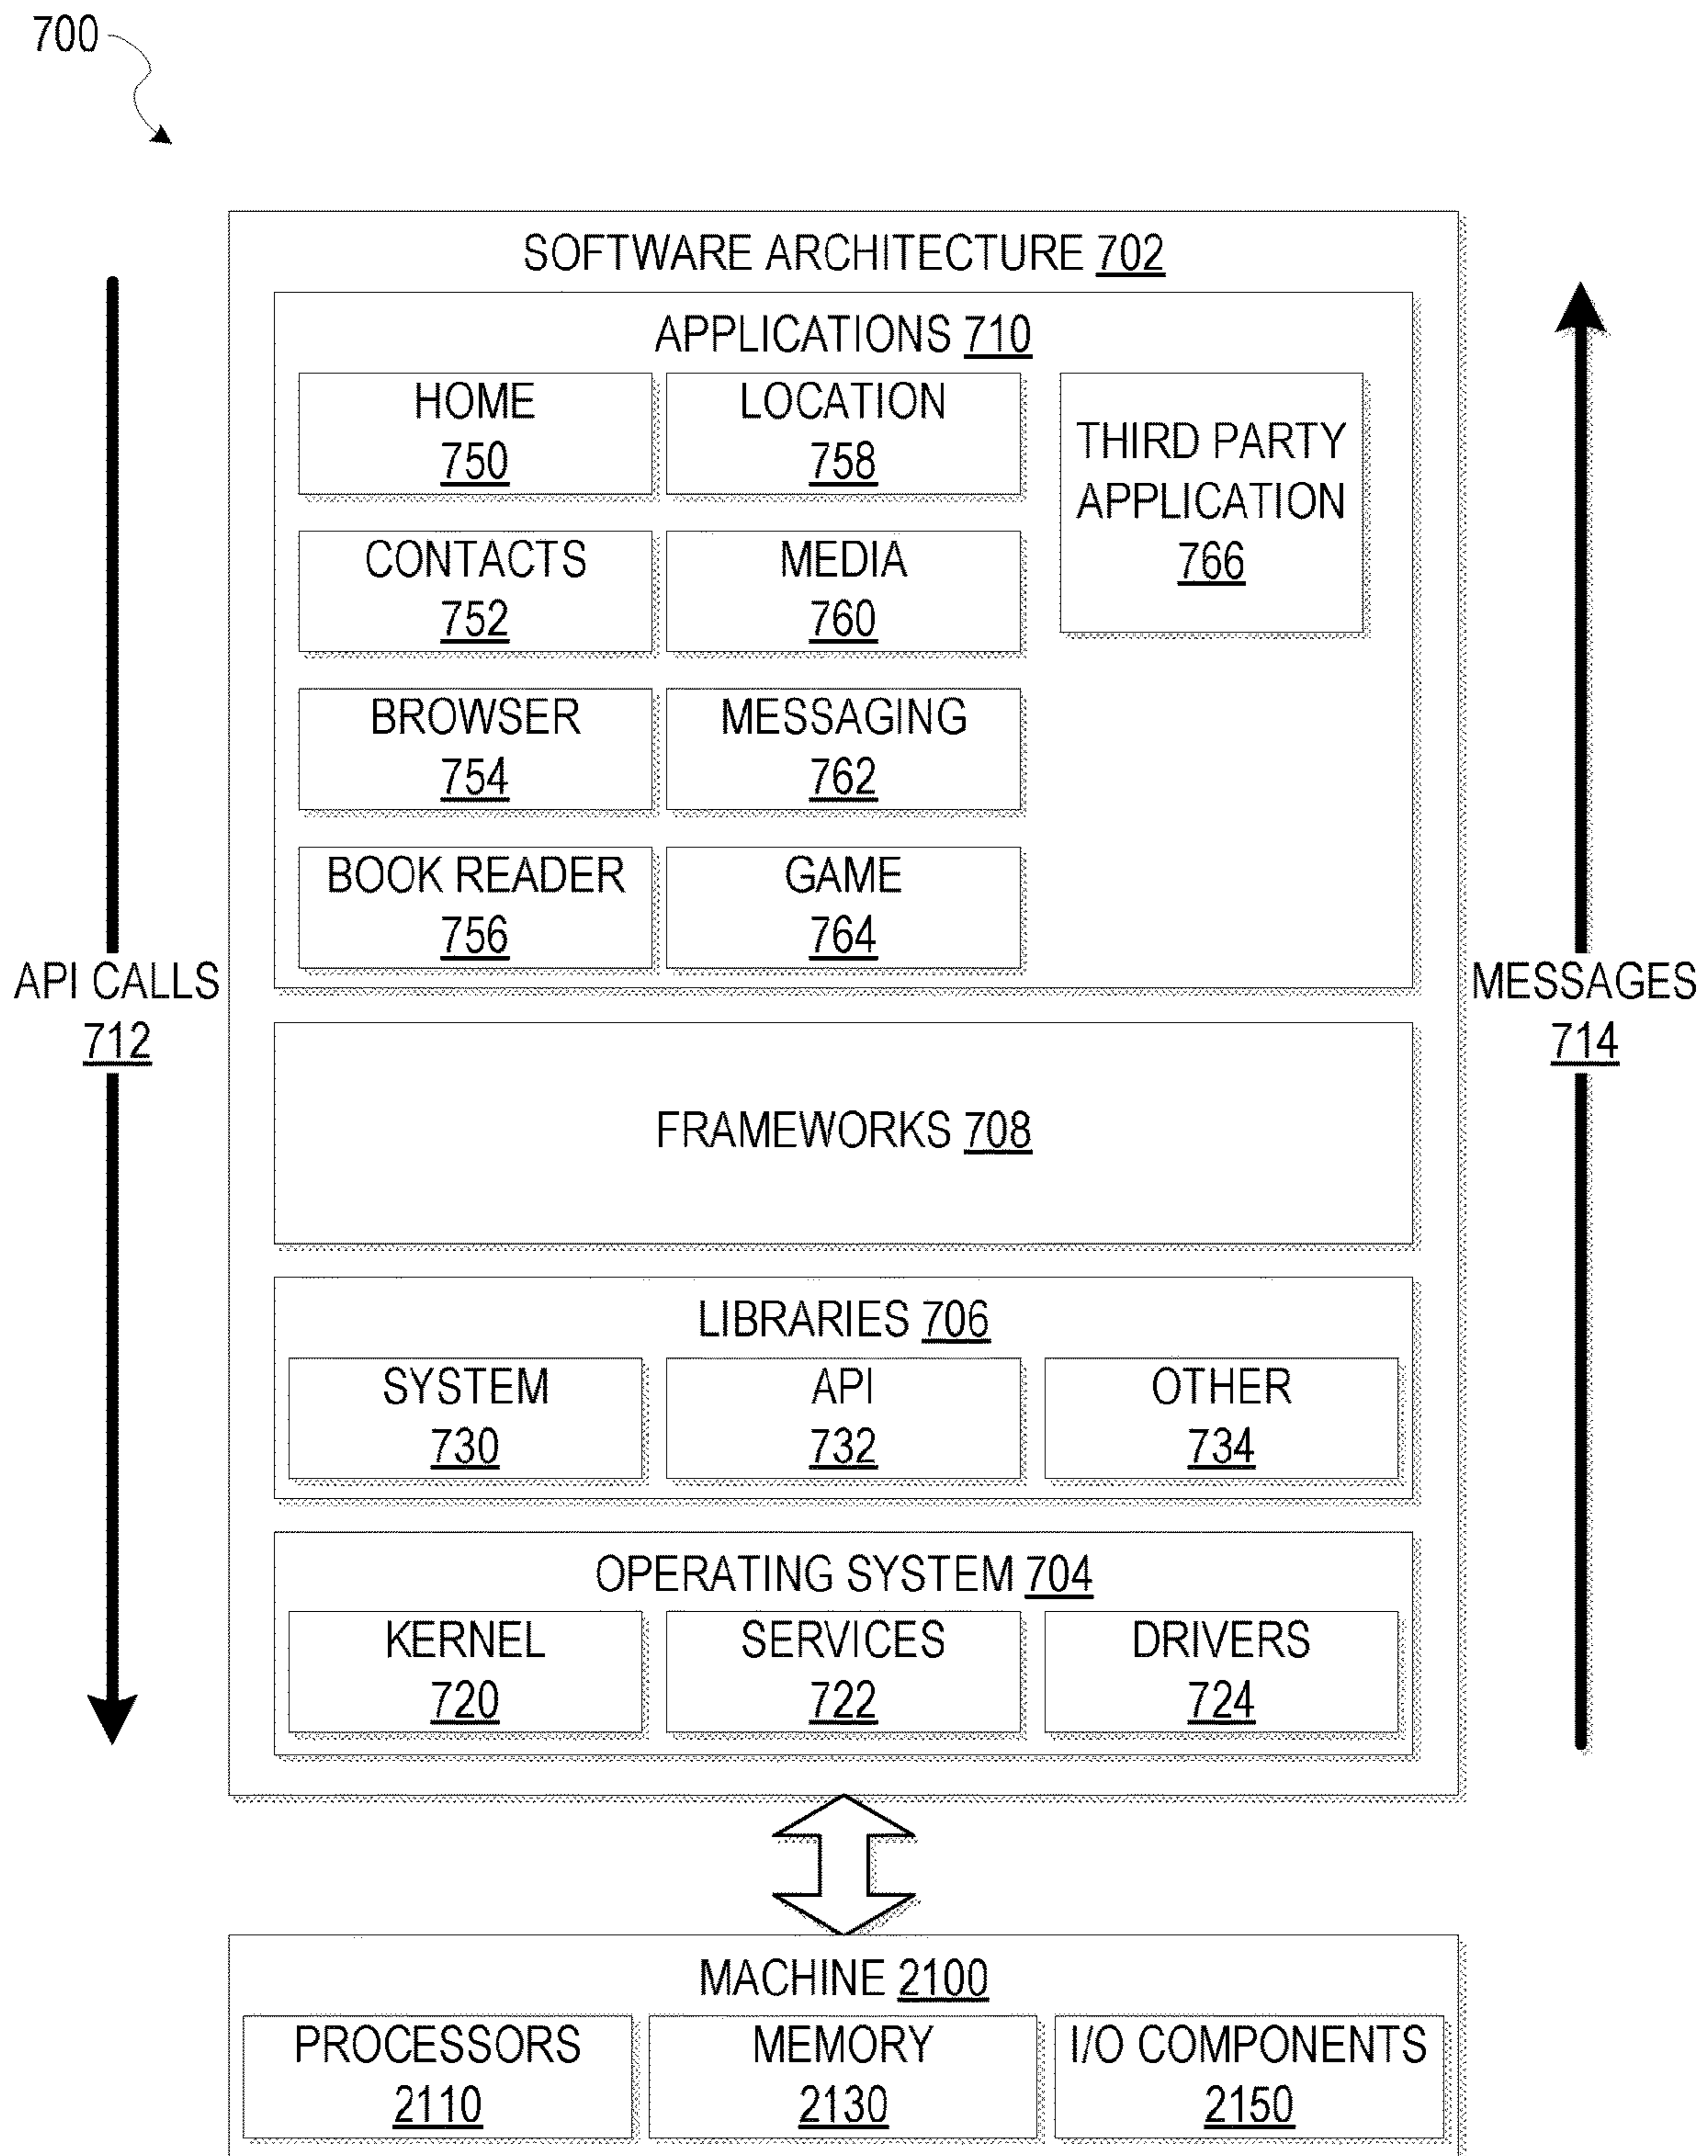 700
SOFTWARE ARCHITECTURE 702
APPLICATIONS 710
HOME
750
LOCATION
758
THIRD PARTY
APPLICATION
766
CONTACTS
752
MEDIA
760
BROWSER
754
MESSAGING
762
BOOK READER
756
GAME
764
API CALLS
712
MESSAGES
714
FRAMEWORKS 708
LIBRARIES 706
SYSTEM
730
API
732
OTHER
734
OPERATING SYSTEM 704
KERNEL
720
SERVICES
722
DRIVERS
724
MACHINE 2100
PROCESSORS
2110
MEMORY
2130
I/O COMPONENTS
2150